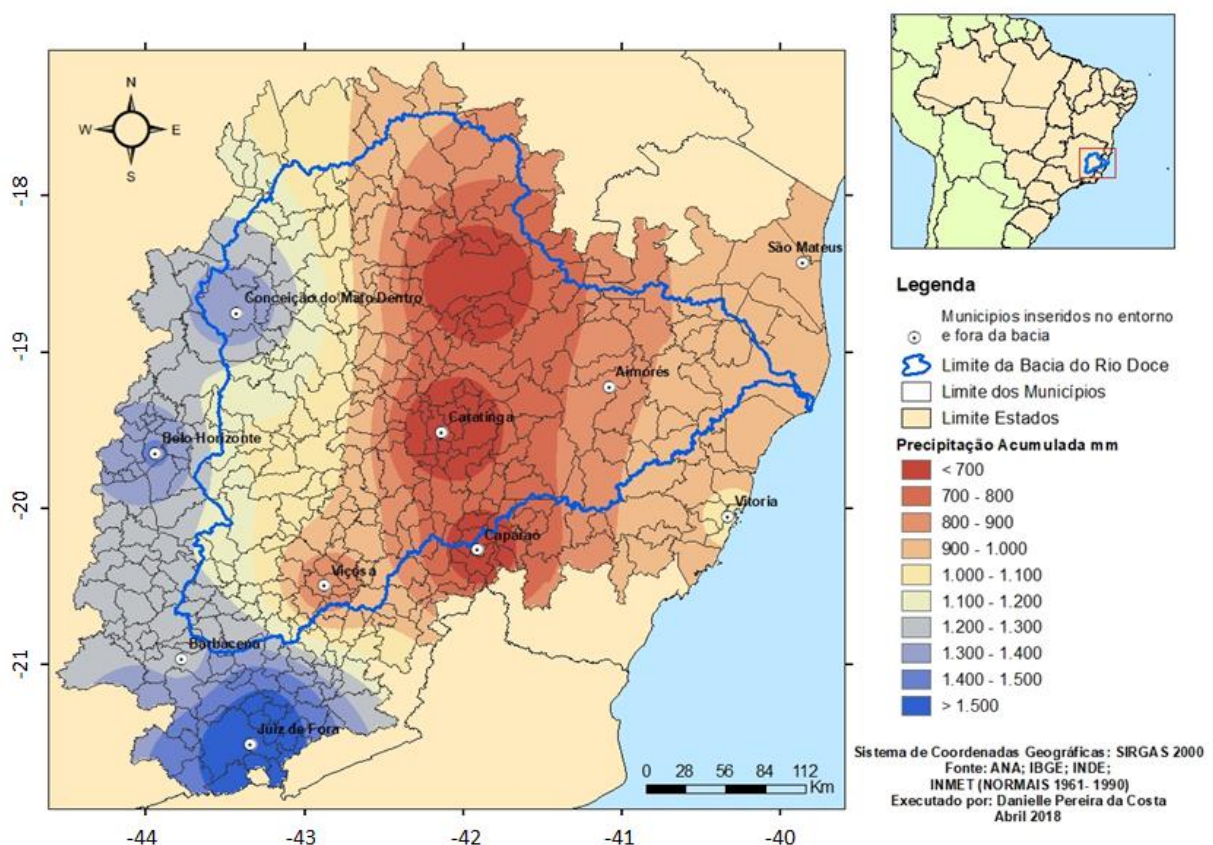 N
W
E
S
-18
-19
-20
-21
-44
-43
-42
-41
-40
São Mateus
Conceição do Mato Dentro
Aimorés
Caratinga
Belo Horizonte
Vitoria
Caparaó
Viçosa
Barbacena
Juiz de Fora
0 28 56 84 112
Km
Legenda
Municipios inseridos no entorno
e fora da bacia
Limite da Bacia do Rio Doce
Limite dos Municípios
Limite Estados
Precipitação Acumulada mm
< 700
700 - 800
800 - 900
900 - 1.000
1.000 - 1.100
1.100 - 1.200
1.200 - 1.300
1.300 - 1.400
1.400 - 1.500
> 1.500
Sistema de Coordenadas Geográficas: SIRGAS 2000
Fonte: ANA; IBGE; INDE;
INMET (NORMAIS 1961- 1990)
Executado por: Danielle Pereira da Costa
Abril 2018